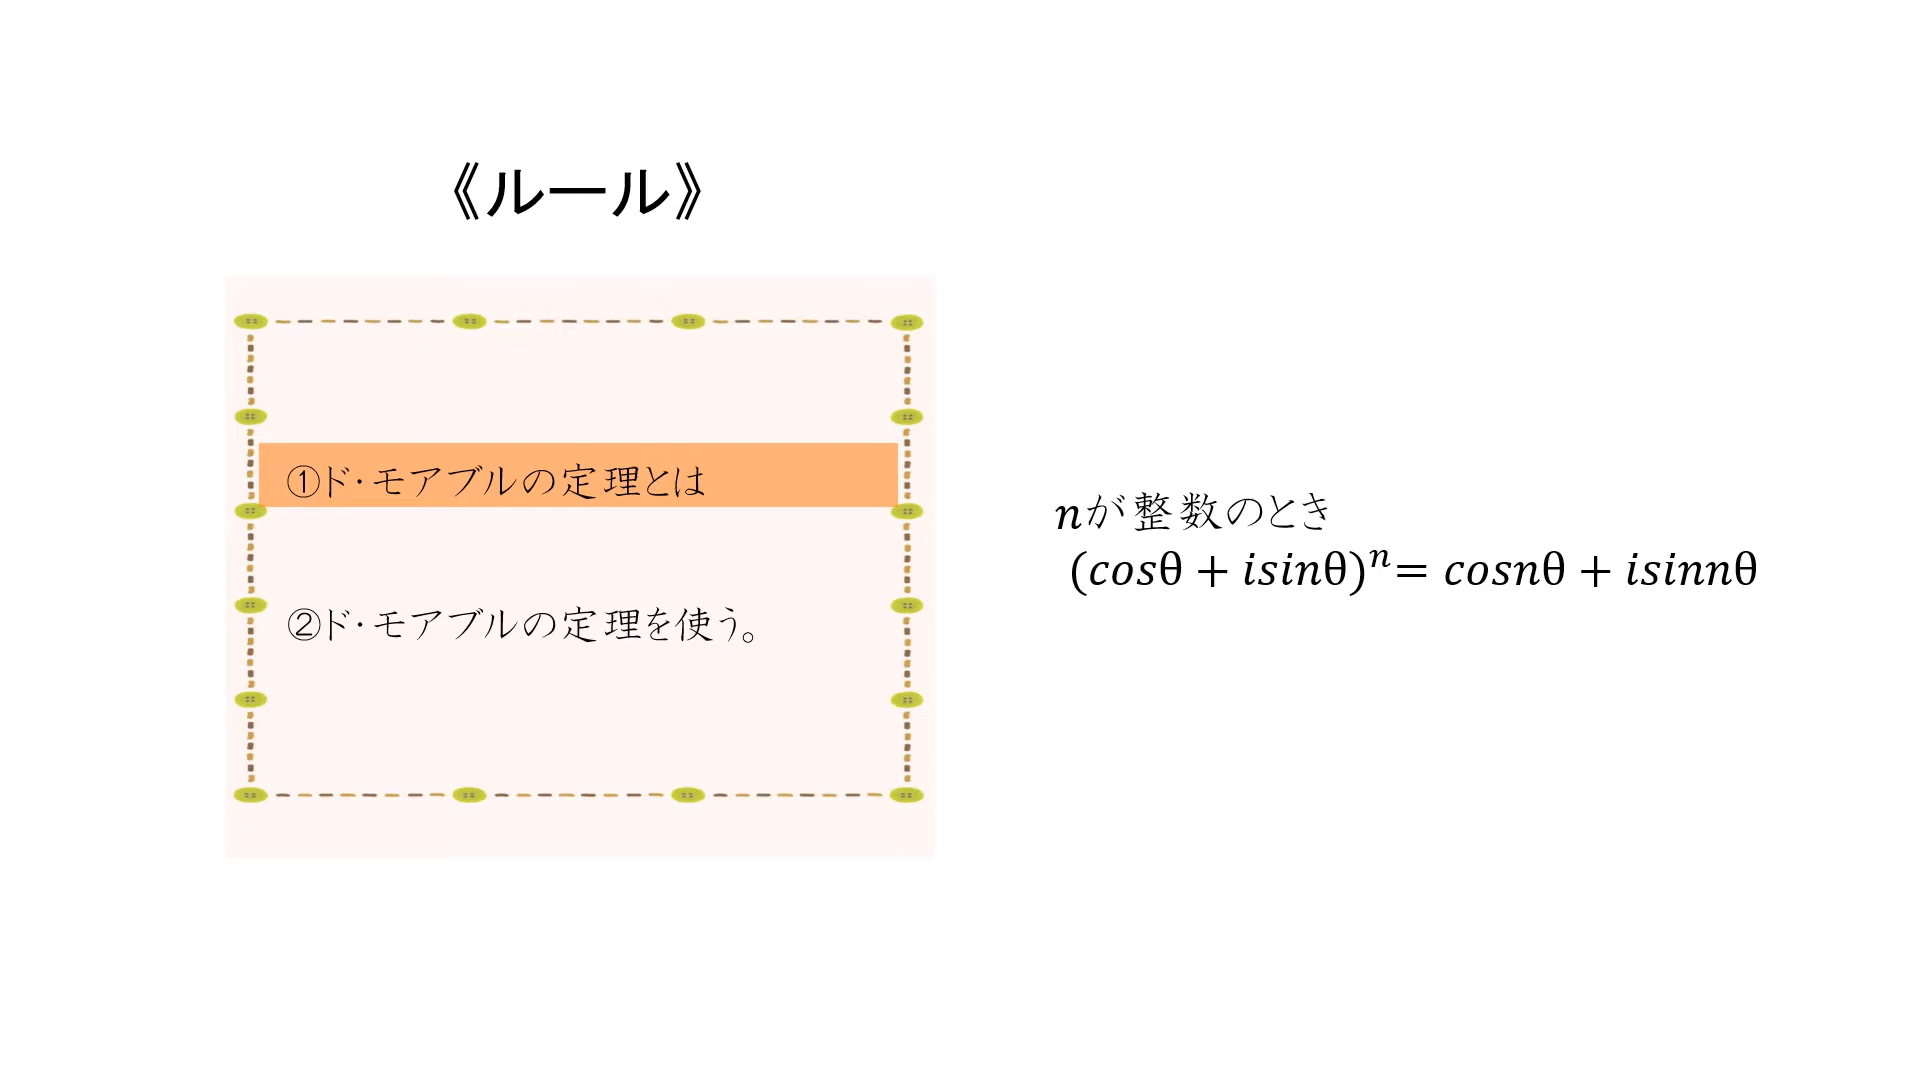 《ルール》
①ド・モアブルの定理とは
②ド・モアブルの定理を使う。
nが整数のとき
(cosθ + isinθ)ⁿ= cosnθ + isinnθ